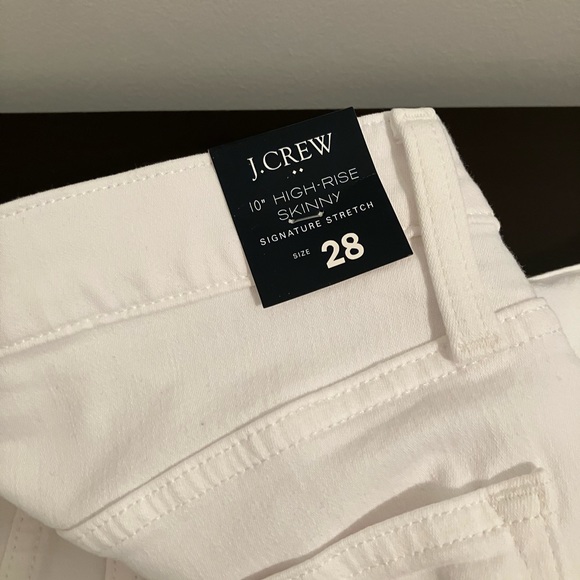 J.CREW
10" HIGH-RISE
SKINNY
SIGNATURE STRETCH
SIZE 28